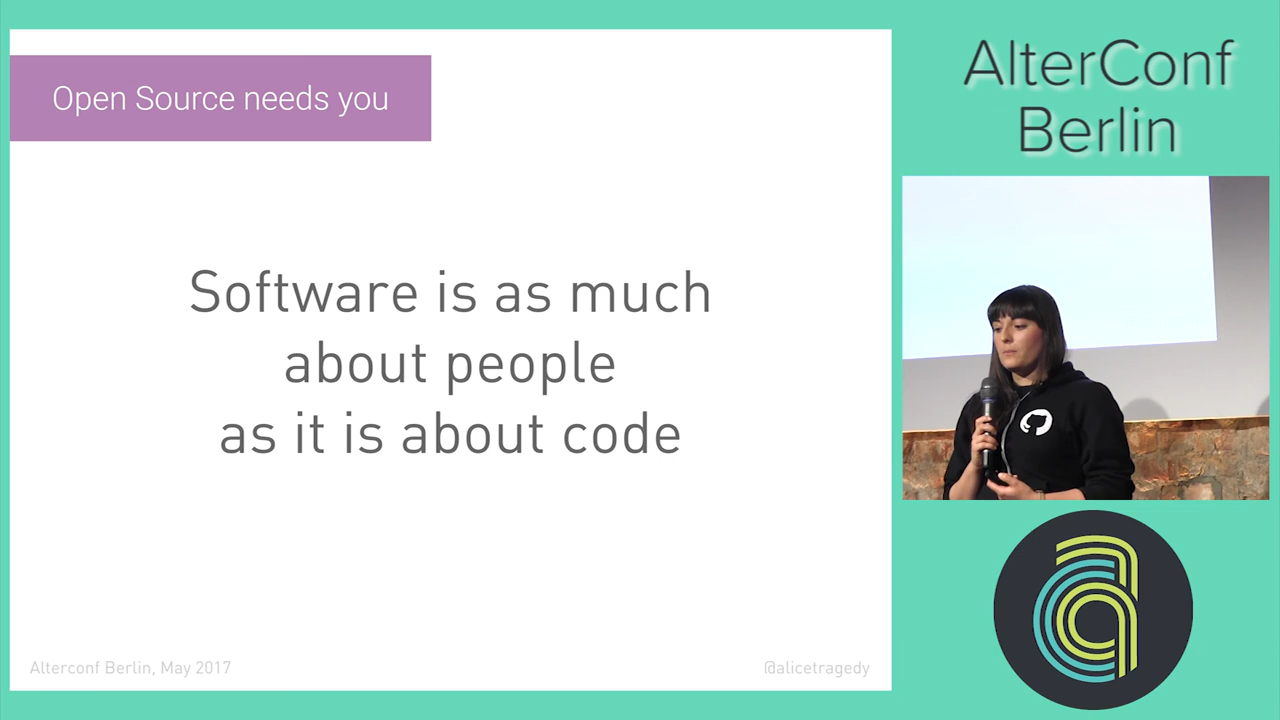 Open Source needs you
Software is as much
about people
as it is about code
Alterconf Berlin, May 2017
@alicetragedy
AlterConf
Berlin